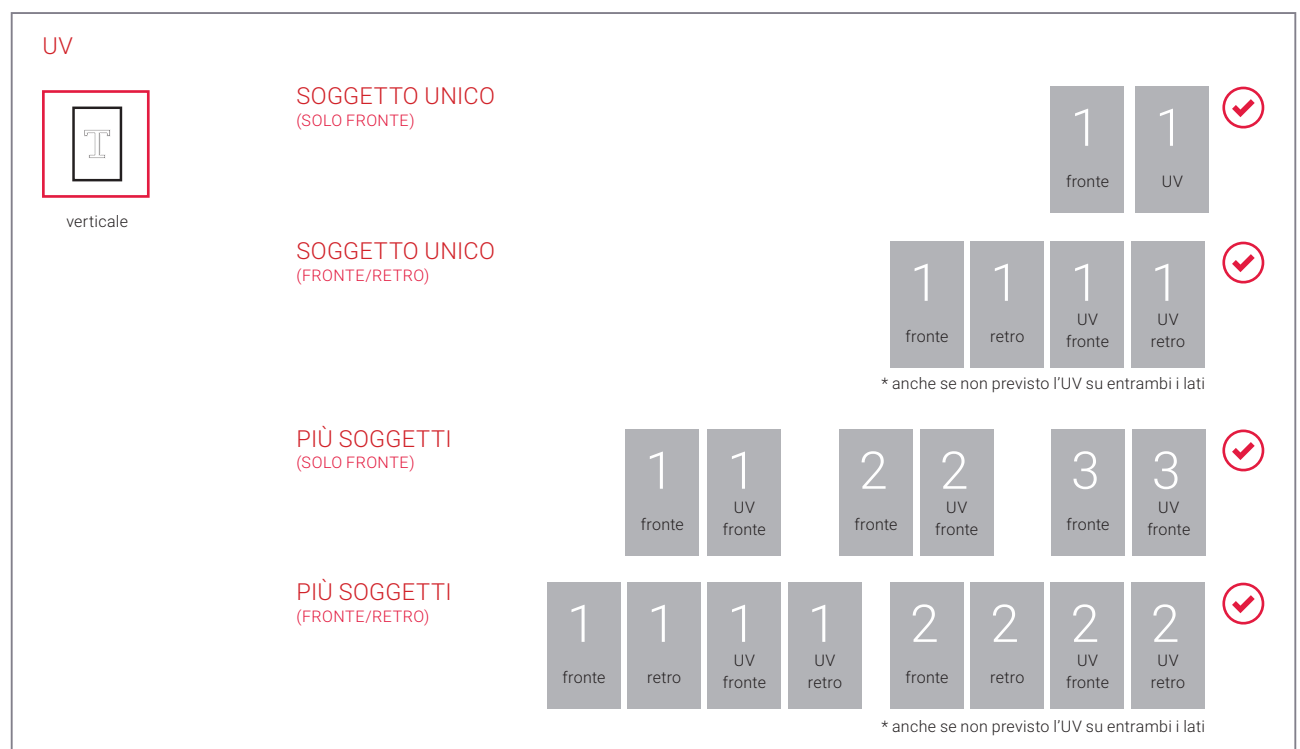 UV
T
verticale
SOGGETTO UNICO
(SOLO FRONTE)
1 1
fronte UV
SOGGETTO UNICO
(FRONTE/RETRO)
1 1 1 1
UV UV
fronte retro fronte retro
* anche se non previsto l'UV su entrambi i lati
PIÙ SOGGETTI
(SOLO FRONTE)
1 1 2 2 3 3
UV UV UV
fronte fronte fronte fronte fronte fronte
PIÙ SOGGETTI
(FRONTE/RETRO)
1 1 1 1 2 2 2 2
UV UV UV UV
fronte retro fronte retro fronte retro fronte retro
* anche se non previsto l'UV su entrambi i lati